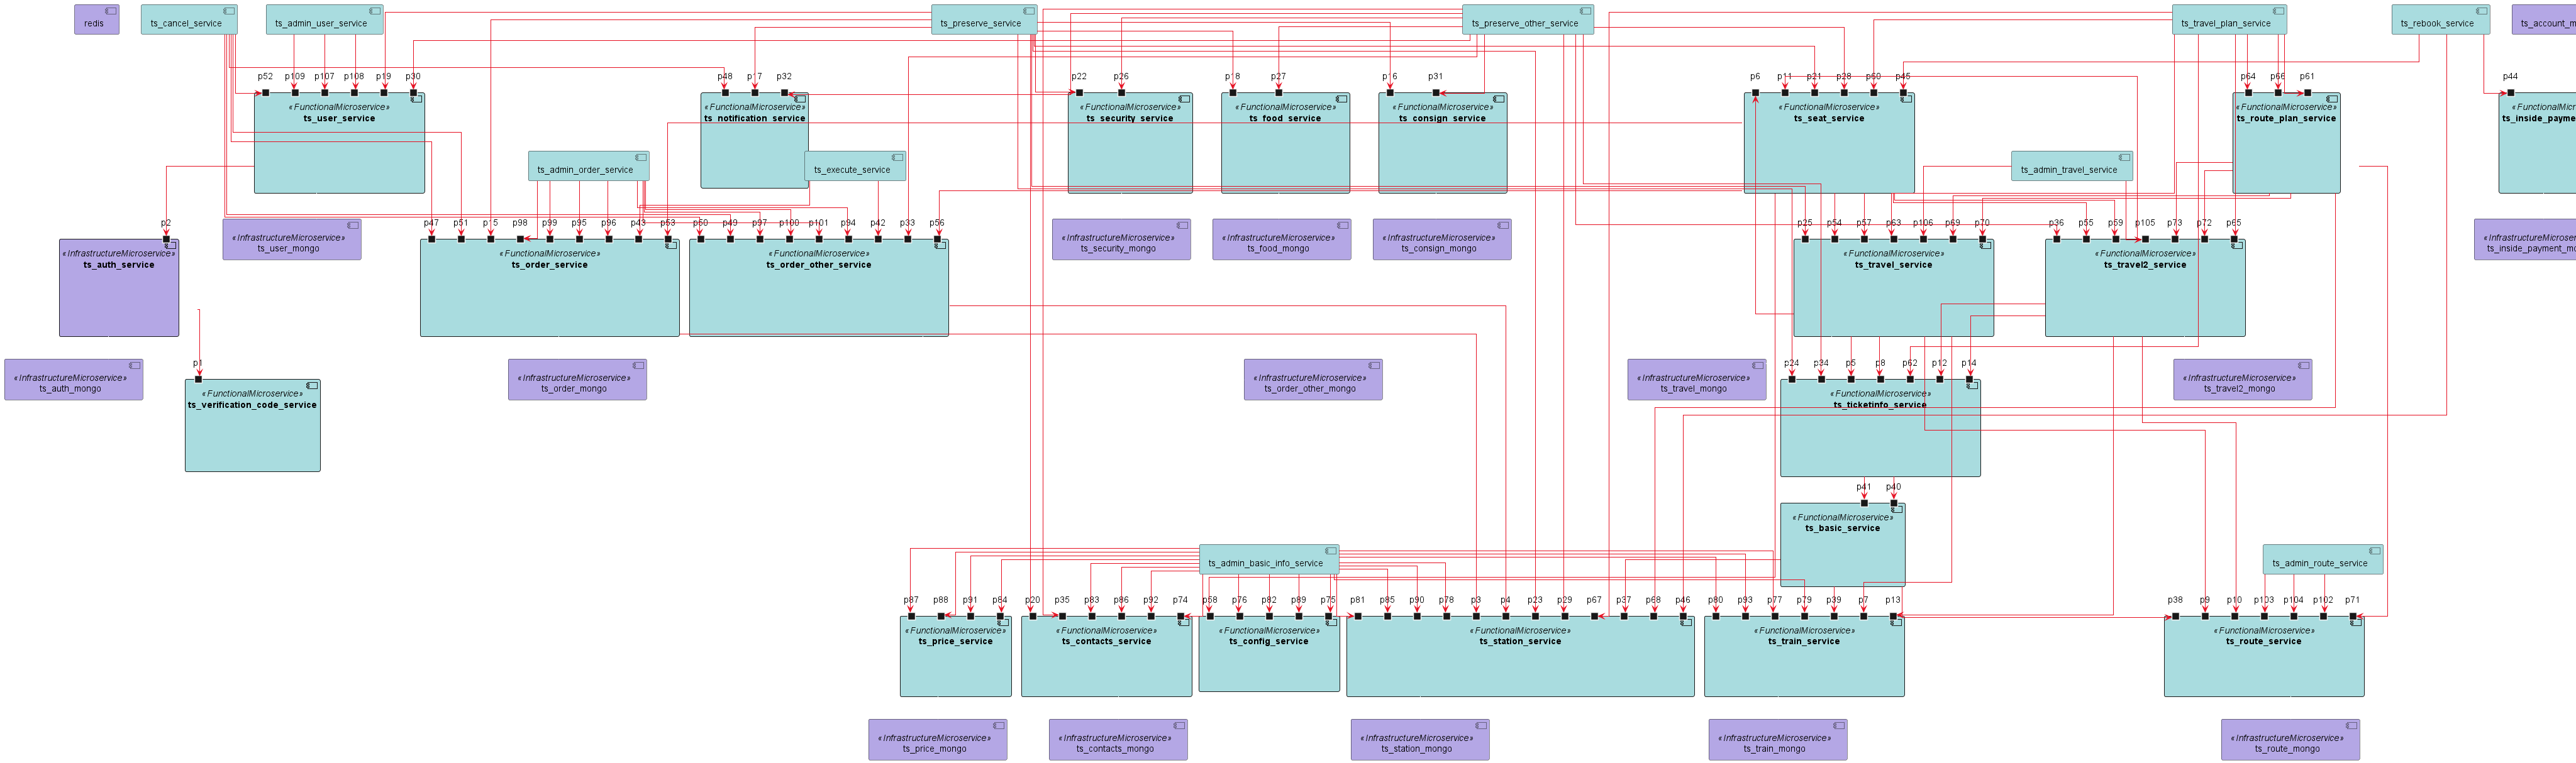 redis
ts_cancel_service
ts_admin_user_service
ts_preserve_service
ts_preserve_other_service
ts_travel_plan_service
ts_rebook_service
ts_account_m
p52
p109
p107
p108
p19
p30
p48
p17
p32
p22
p26
p18
p27
p16
p31
p6
p11
p21
p28
p50
p45
p64
p66
p61
p44
«FunctionalMicroservice»
ts_user_service
«FunctionalMicroservice»
ts_notification_service
«FunctionalMicroservice»
ts_security_service
«FunctionalMicroservice»
ts_food_service
«FunctionalMicroservice»
ts_consign_service
«FunctionalMicroservice»
ts_seat_service
«FunctionalMicroservice»
ts_route_plan_service
«FunctionalMicros
ts_inside_payme
ts_admin_order_service
ts_execute_service
ts_admin_travel_service
p2
p47
p51
p15
p98
p99
p95
p96
p43
p53
p60
p49
p97
p100
p101
p94
p42
p33
p56
p25
p54
p57
p63
p106
p69
p70
p36
p55
p59
p105
p73
p72
p65
«InfrastructureMicroservice»
ts_user_mongo
«InfrastructureMicroservice»
ts_security_mongo
«InfrastructureMicroservice»
ts_food_mongo
«InfrastructureMicroservice»
ts_consign_mongo
«InfrastructureMicros
ts_inside_payment_mo
«InfrastructureMicroservice»
ts_auth_service
«FunctionalMicroservice»
ts_order_service
«FunctionalMicroservice»
ts_order_other_service
«FunctionalMicroservice»
ts_travel_service
«FunctionalMicroservice»
ts_travel2_service
p1
p24
p34
p5
p8
p62
p12
p14
«InfrastructureMicroservice»
ts_auth_mongo
«InfrastructureMicroservice»
ts_order_mongo
«InfrastructureMicroservice»
ts_order_other_mongo
«InfrastructureMicroservice»
ts_travel_mongo
«InfrastructureMicroservice»
ts_travel2_mongo
«FunctionalMicroservice»
ts_verification_code_service
«FunctionalMicroservice»
ts_ticketinfo_service
p41
p40
«FunctionalMicroservice»
ts_basic_service
ts_admin_basic_info_service
ts_admin_route_service
p87
p88
p91
p84
p20
p35
p83
p86
p92
p74
p58
p76
p82
p89
p75
p81
p85
p90
p78
p3
p4
p23
p29
p67
p37
p68
p46
p80
p93
p77
p79
p39
p7
p13
p38
p9
p10
p103
p104
p102
p71
«FunctionalMicroservice»
ts_price_service
«FunctionalMicroservice»
ts_contacts_service
«FunctionalMicroservice»
ts_config_service
«FunctionalMicroservice»
ts_station_service
«FunctionalMicroservice»
ts_train_service
«FunctionalMicroservice»
ts_route_service
«InfrastructureMicroservice»
ts_price_mongo
«InfrastructureMicroservice»
ts_contacts_mongo
«InfrastructureMicroservice»
ts_station_mongo
«InfrastructureMicroservice»
ts_train_mongo
«InfrastructureMicroservice»
ts_route_mongo